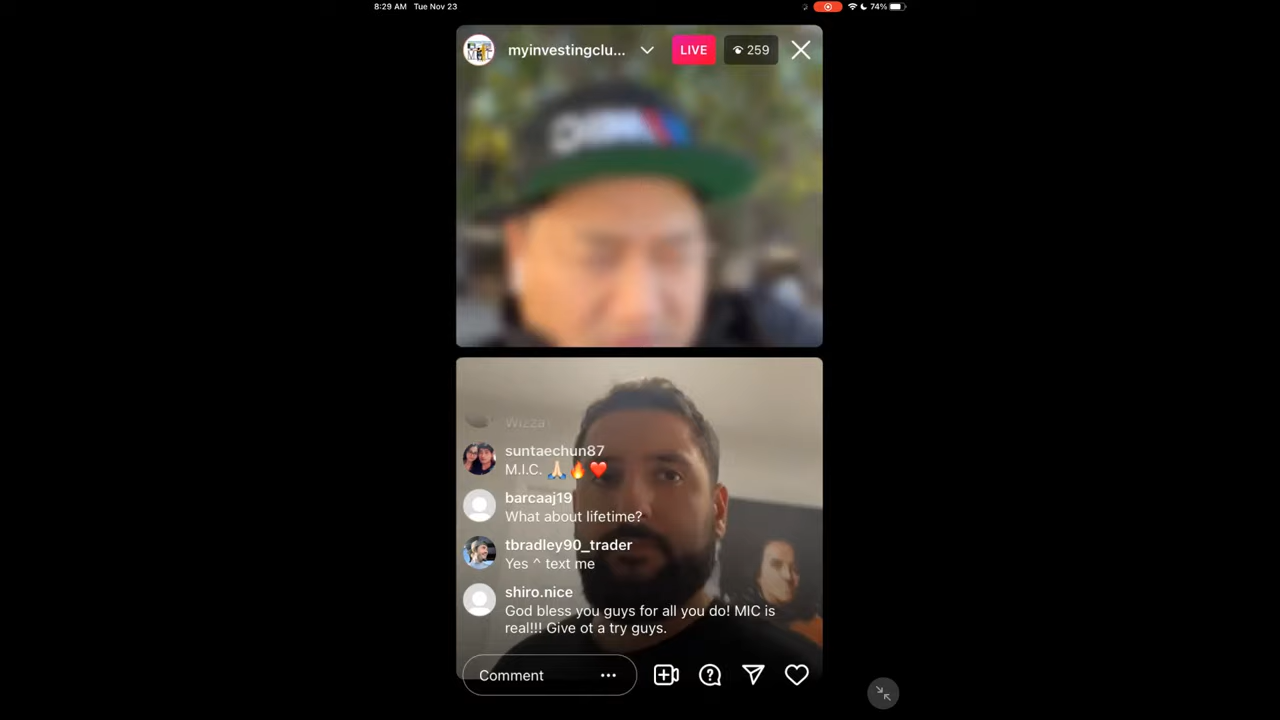 8:29 AM Tue Nov 23
74%
myinvestingclu...
LIVE
259
Wizza
suntaechun87
M.I.C. 🙏🏻🔥❤️
barcaaj19
What about lifetime?
tbradley90_trader
Yes ^ text me
shiro.nice
God bless you guys for all you do! MIC is
real!!! Give ot a try guys.
Comment